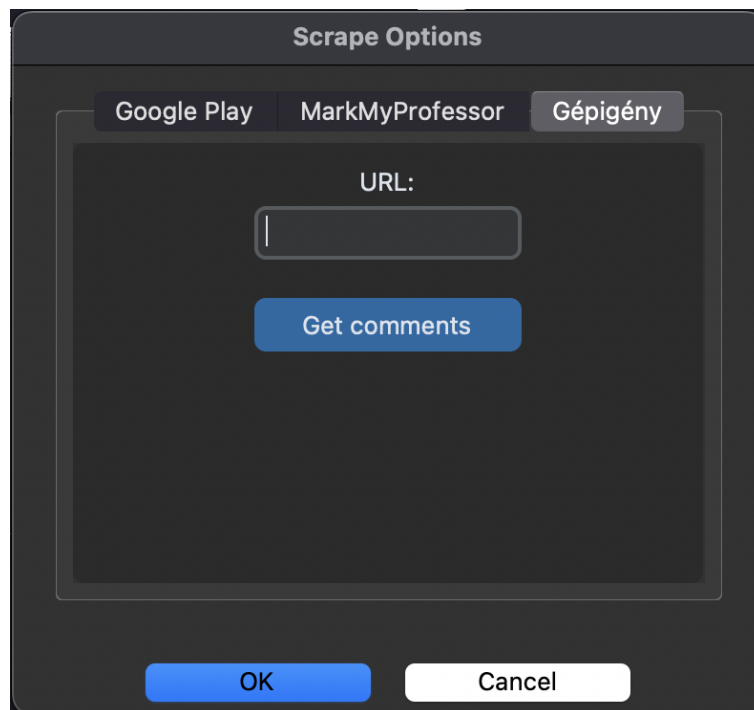 Scrape Options
Google Play MarkMyProfessor Gépigény
URL:
Get comments
OK Cancel